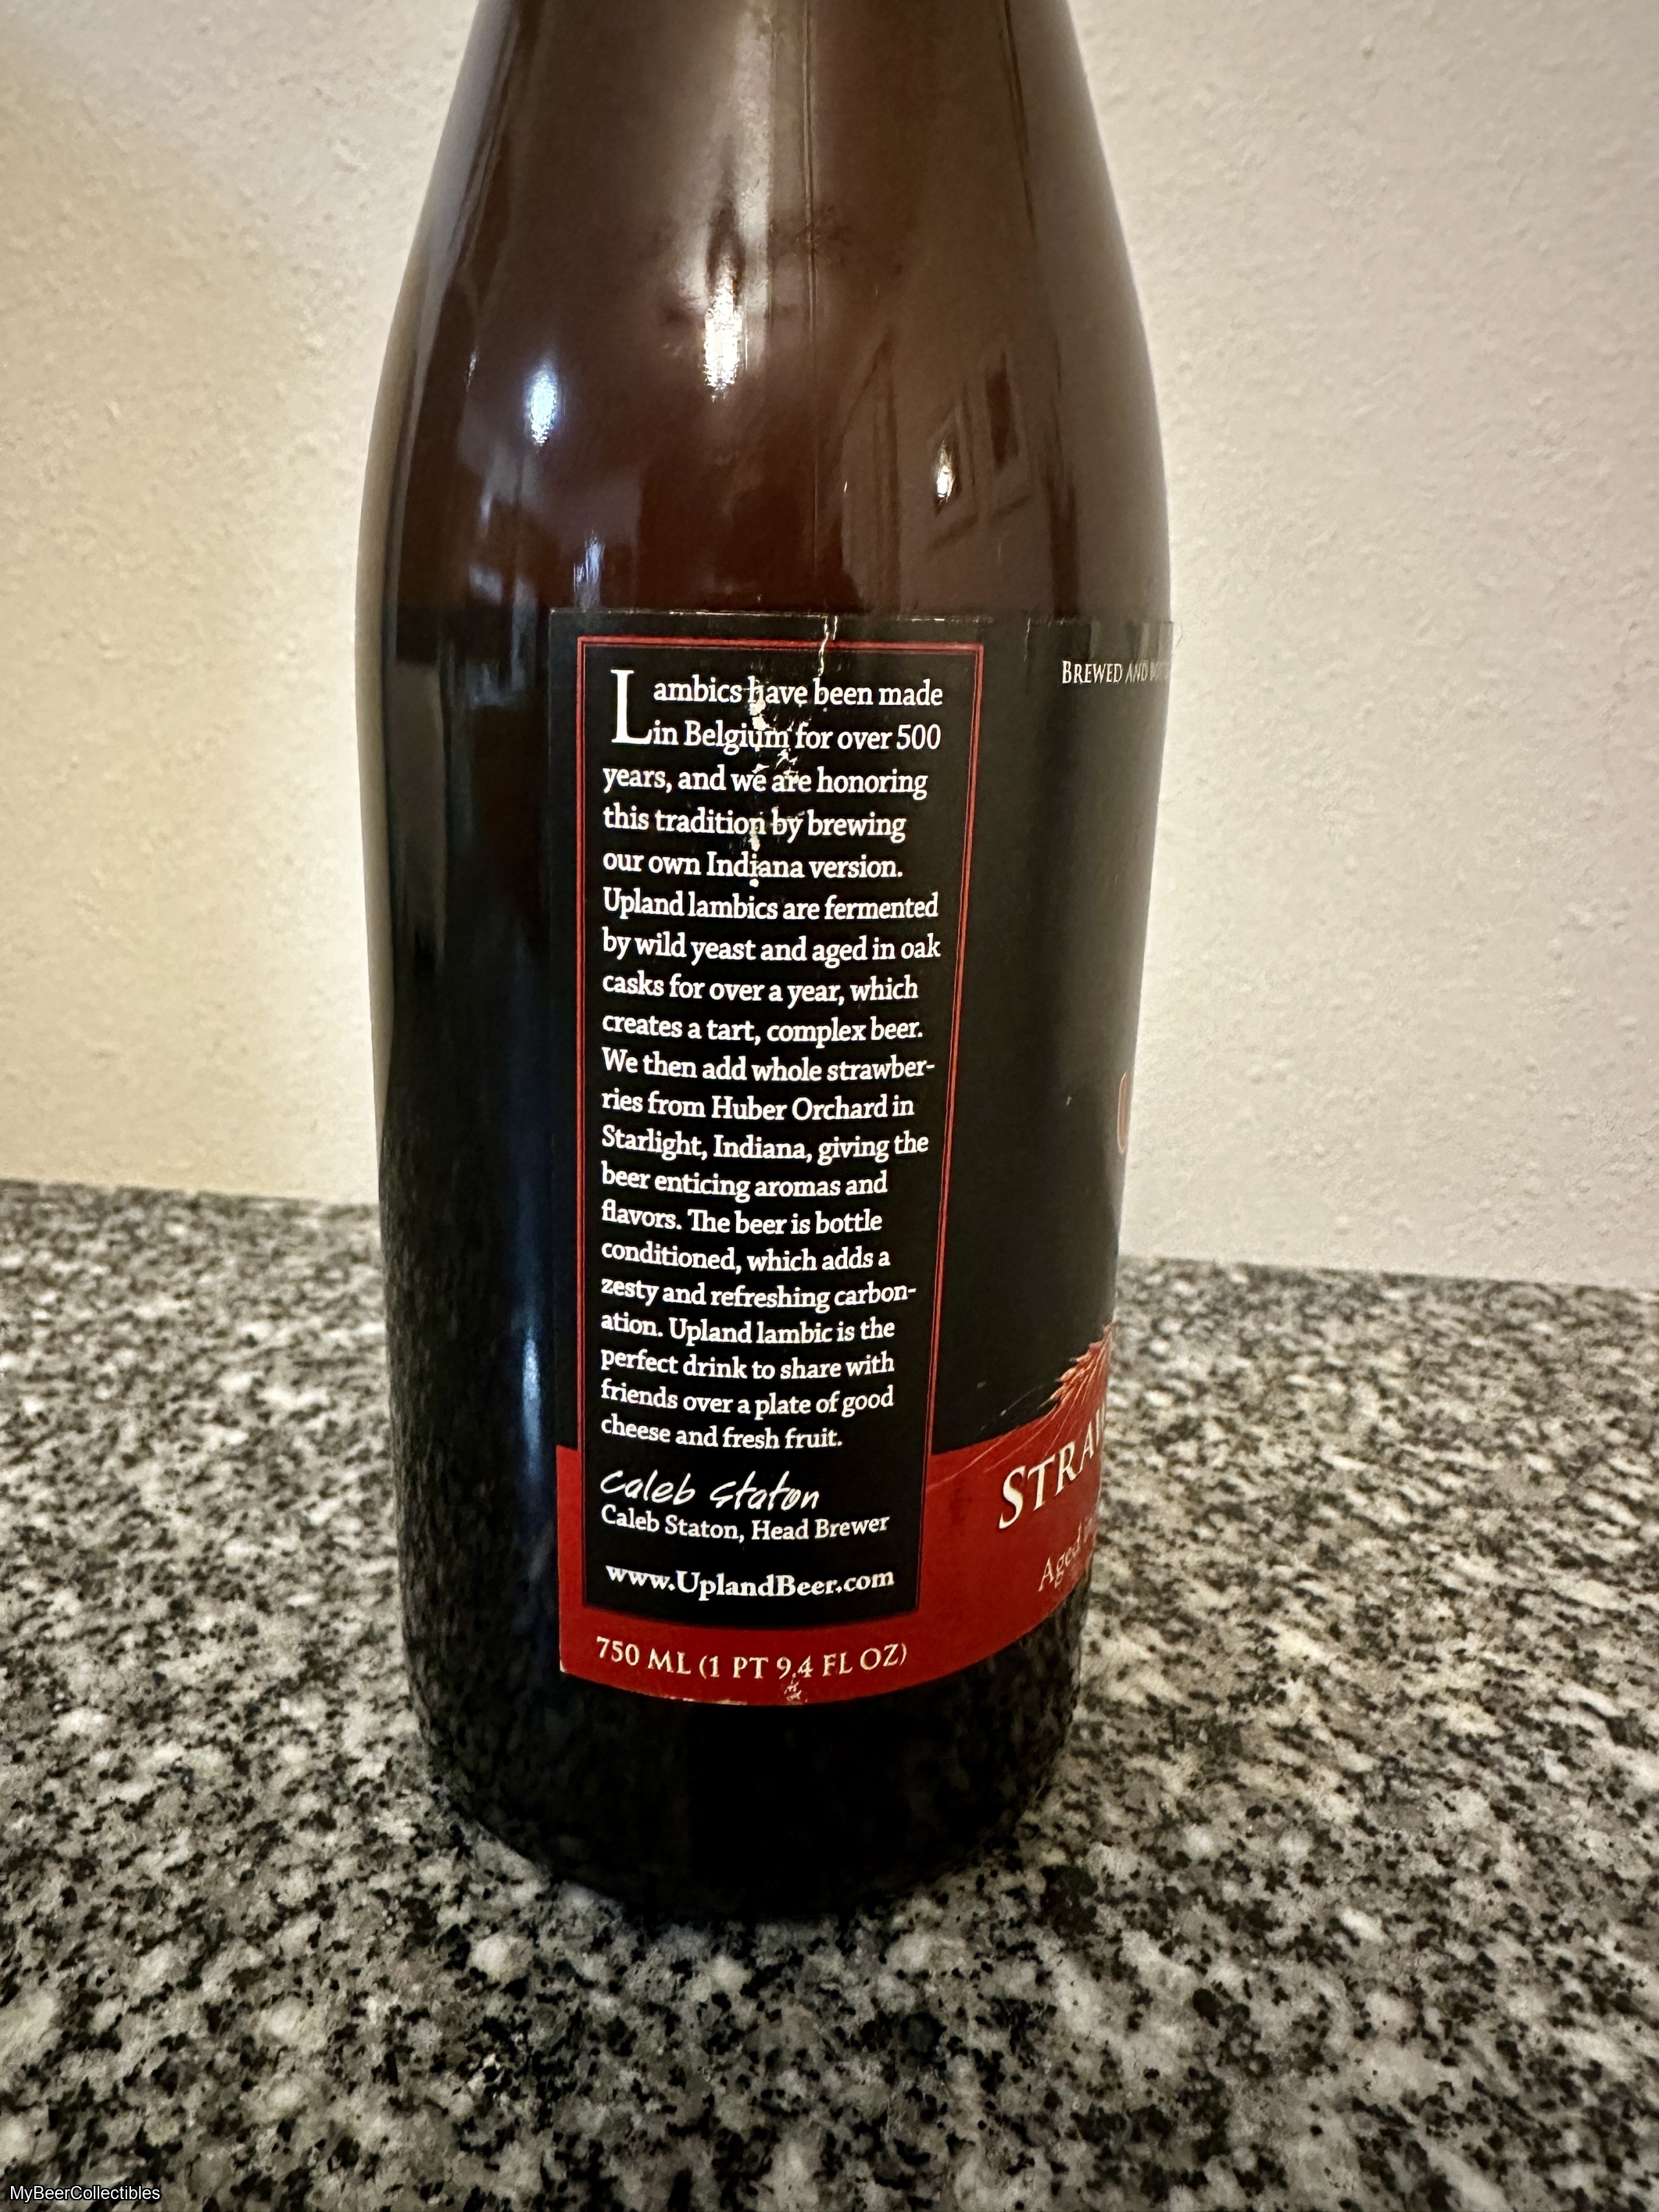 Lambics have been made
in Belgium for over 500
years, and we are honoring
this tradition by brewing
our own Indiana version.
Upland lambics are fermented
by wild yeast and aged in oak
casks for over a year, which
creates a tart, complex beer.
We then add whole strawber-
ries from Huber Orchard in
Starlight, Indiana, giving the
beer enticing aromas and
flavors. The beer is bottle
conditioned, which adds a
zesty and refreshing carbon-
ation. Upland lambic is the
perfect drink to share with
friends over a plate of good
cheese and fresh fruit.
Caleb Staton
Caleb Staton, Head Brewer
www.UplandBeer.com
750 ML (1 PT 9.4 FL OZ)
BREWED AND
STRA
Aged
MyBeerCollectibles